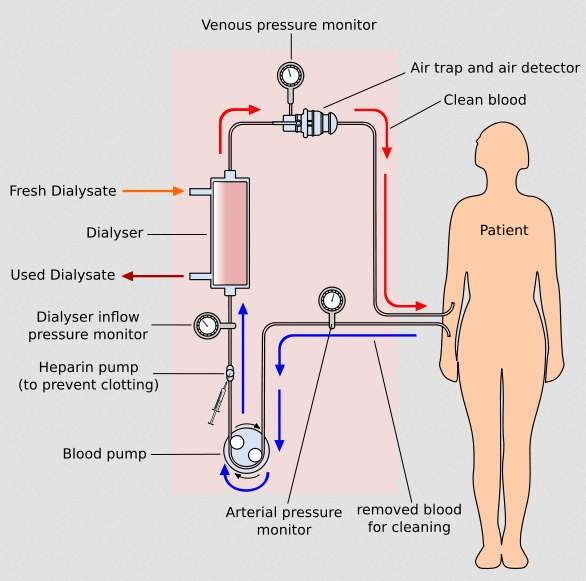 Venous pressure monitor
Air trap and air detector
Clean blood
Fresh Dialysate
Patient
Dialyser
Used Dialysate
Dialyser inflow
pressure monitor
Heparin pump
(to prevent clotting)
Blood pump
Arterial pressure
monitor
removed blood
for cleaning